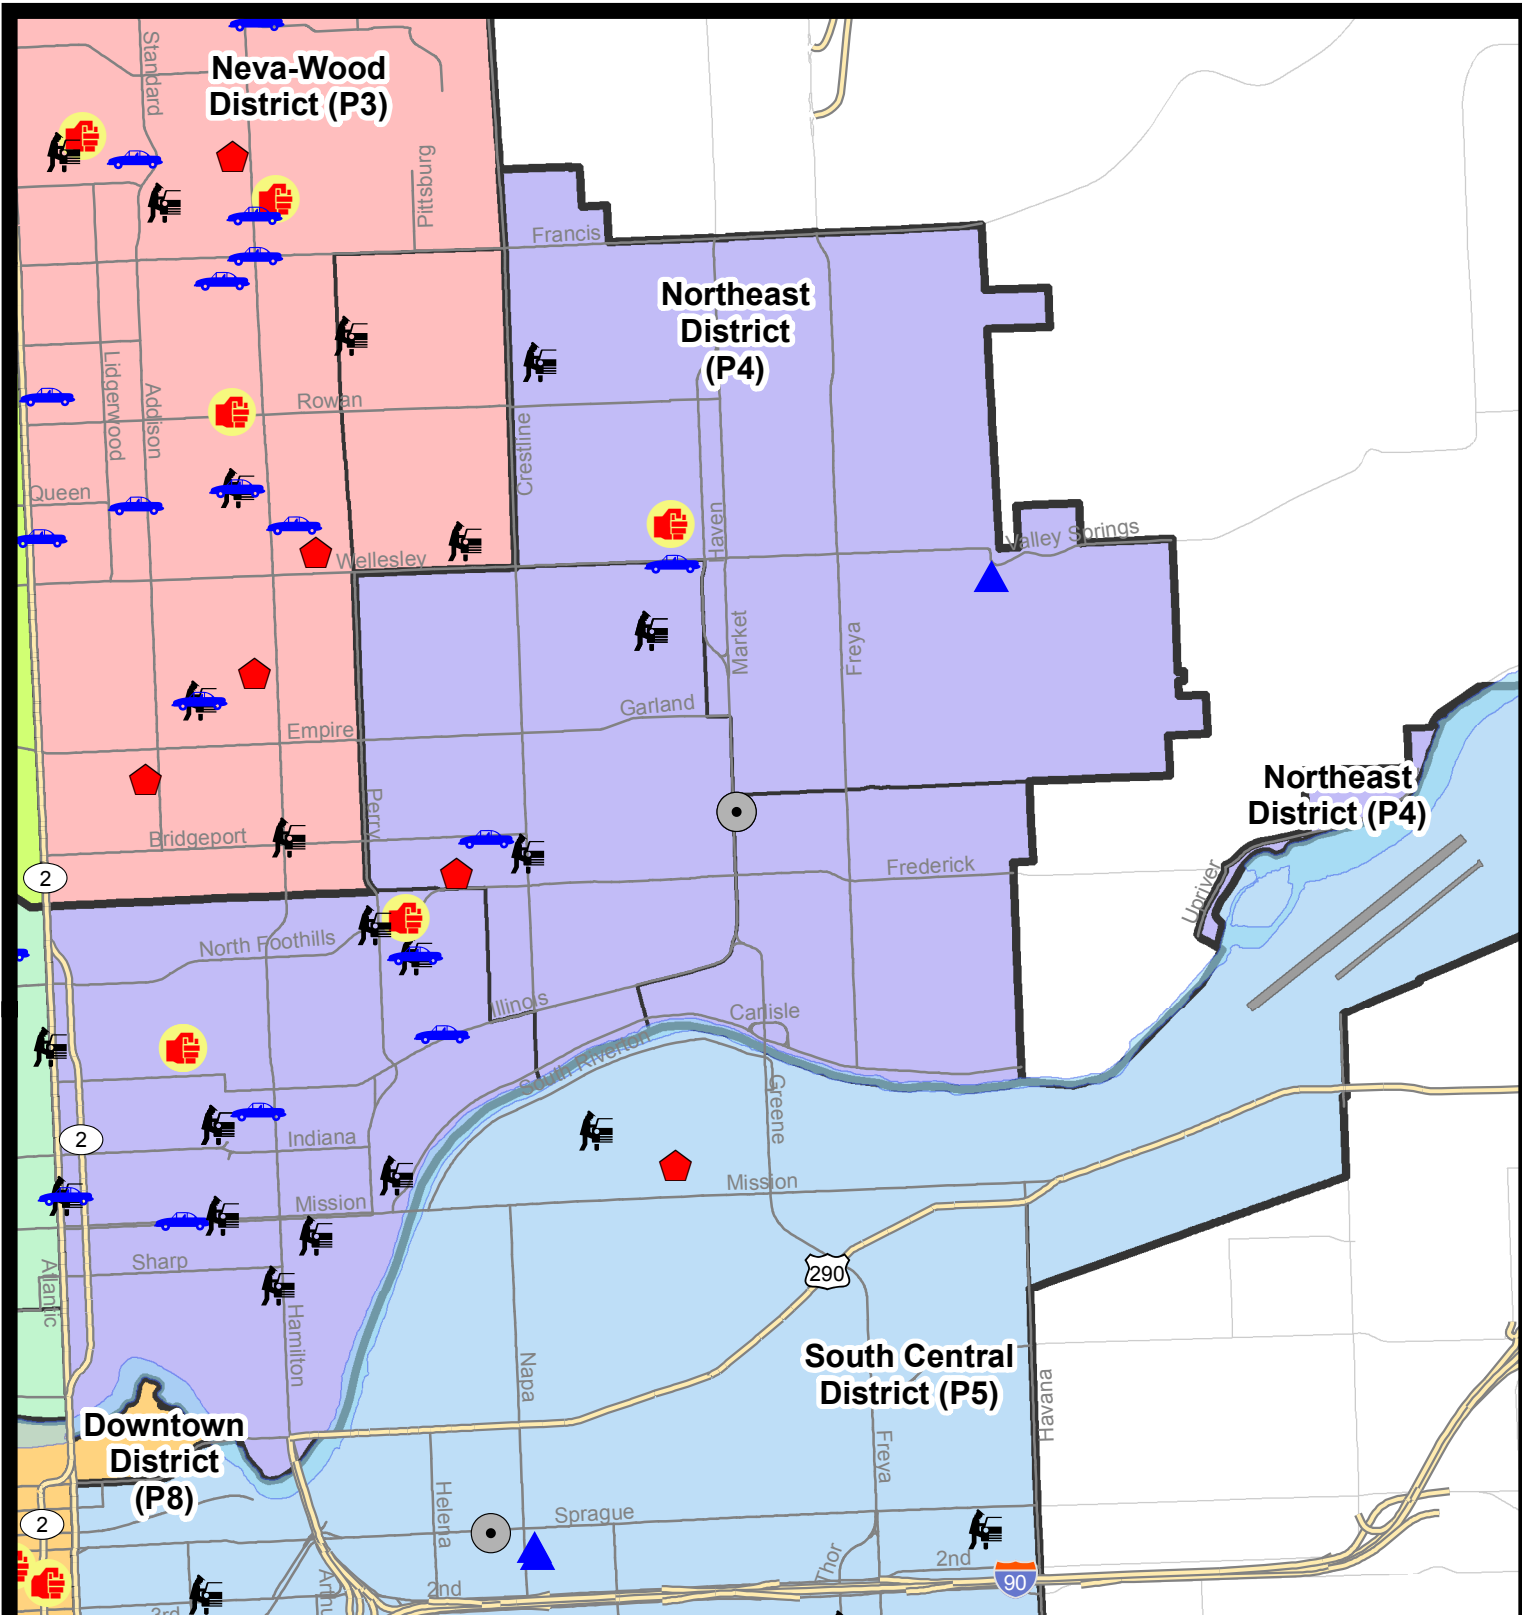 Standard
Neva-Wood
District (P3)
Pittsburg
Francis
Northeast
District
(P4)
Lidgerwood
Addison
Rowan
Crestline
Queen
Haven
Valley Springs
Wellesley
Market
Freya
Garland
Empire
Northeast
District (P4)
Perry
Bridgeport
Frederick
Upriver
2
North Foothills
Illinois
Carlisle
South Riverton
Greene
2
Indiana
Mission
Mission
Sharp
Atlantic
290
Hamilton
South Central
District (P5)
Napa
Havana
Downtown
District
(P8)
Freya
Helena
Sprague
2
Thor
2nd
90
2nd
3rd